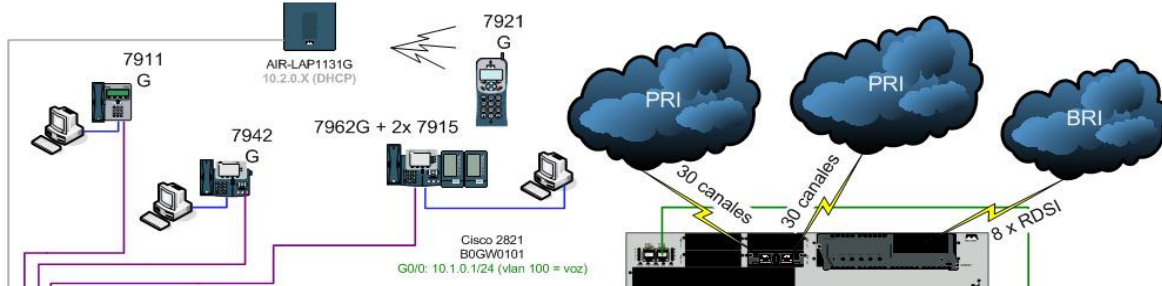 7921
G
7911
G
AIR-LAP1131G
10.2.0.X (DHCP)
PRI
PRI
BRI
7942
G
7962G + 2x 7915
30 canales
30 canales
8 x RDSI
Cisco 2821
B0GW0101
G0/0: 10.1.0.1/24 (vlan 100 = voz)